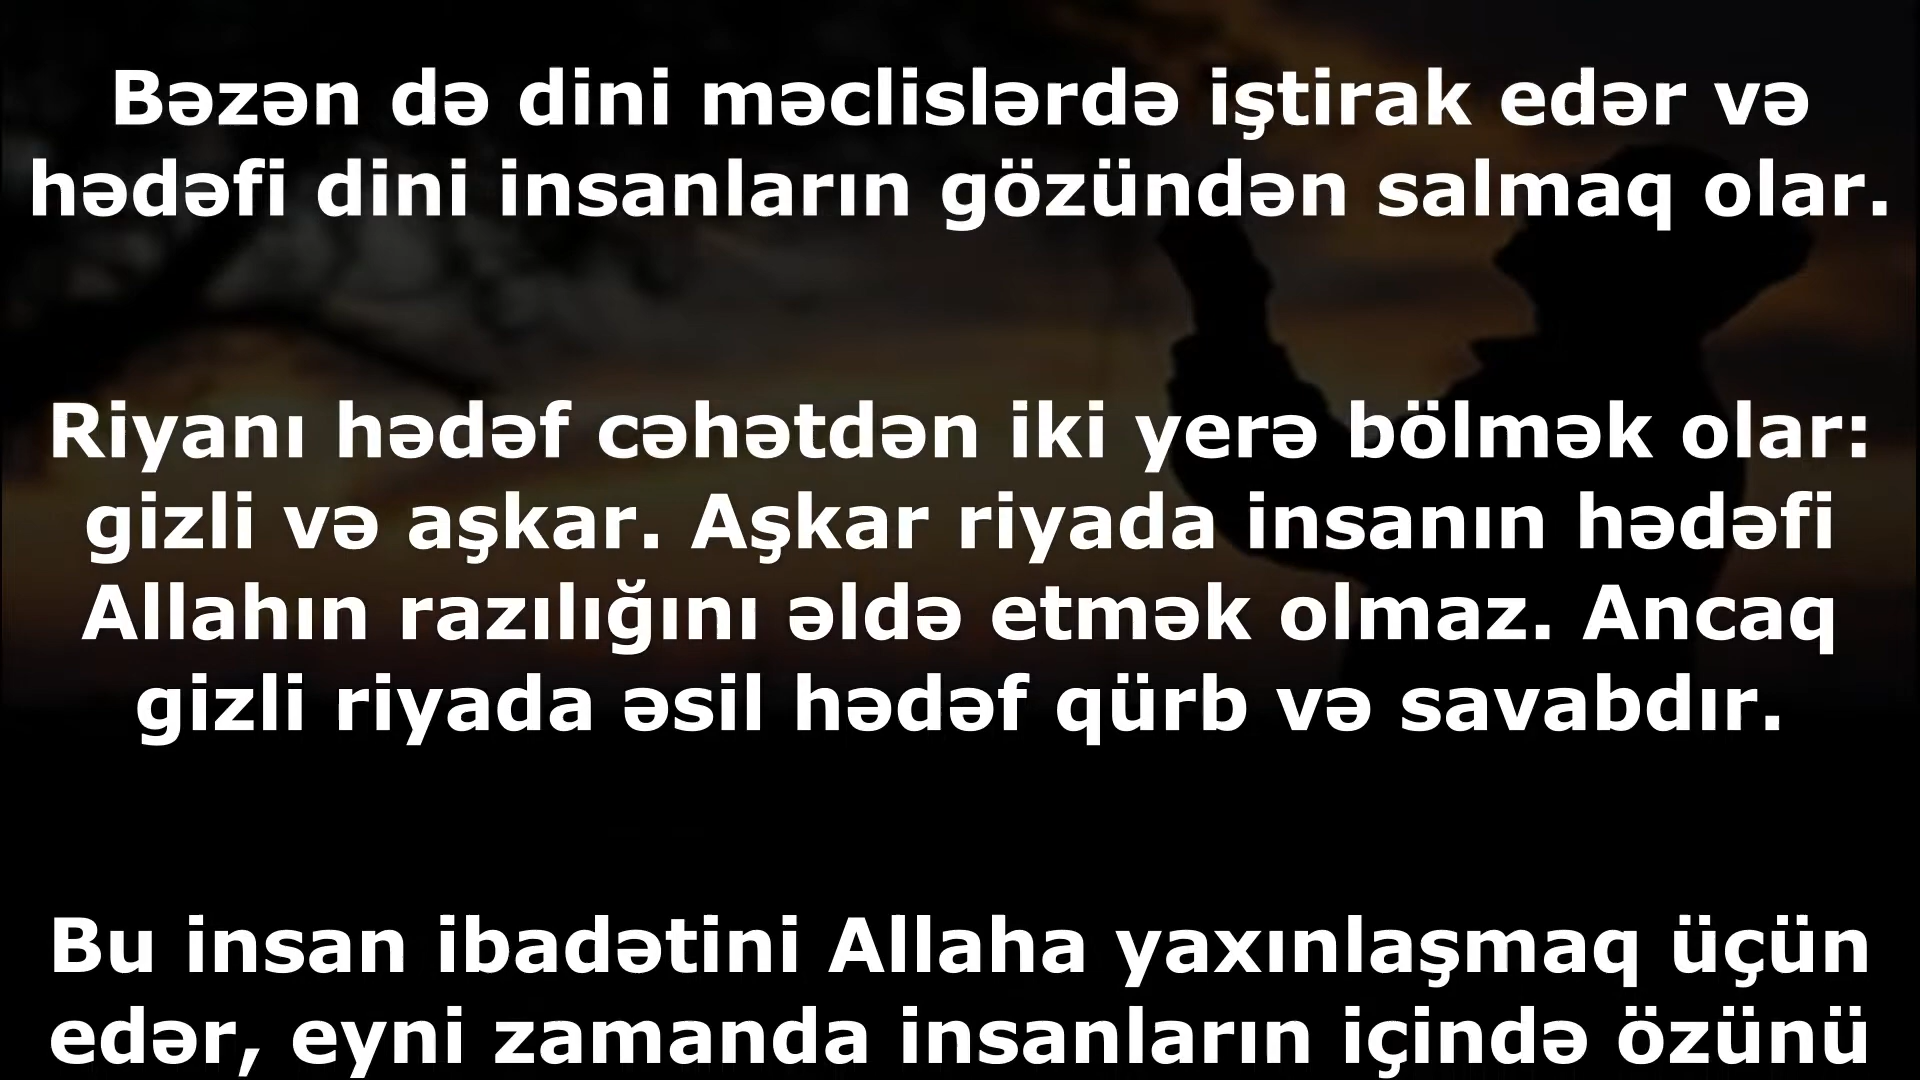 Bəzən də dini məclislərdə iştirak edər və
hədəfi dini insanların gözündən salmaq olar.
Riyanı hədəf cəhətdən iki yerə bölmək olar:
gizli və aşkar. Aşkar riyada insanın hədəfi
Allahın razılığını əldə etmək olmaz. Ancaq
gizli riyada əsil hədəf qürb və savabdır.
Bu insan ibadətini Allaha yaxınlaşmaq üçün
edər, eyni zamanda insanların içində özünü